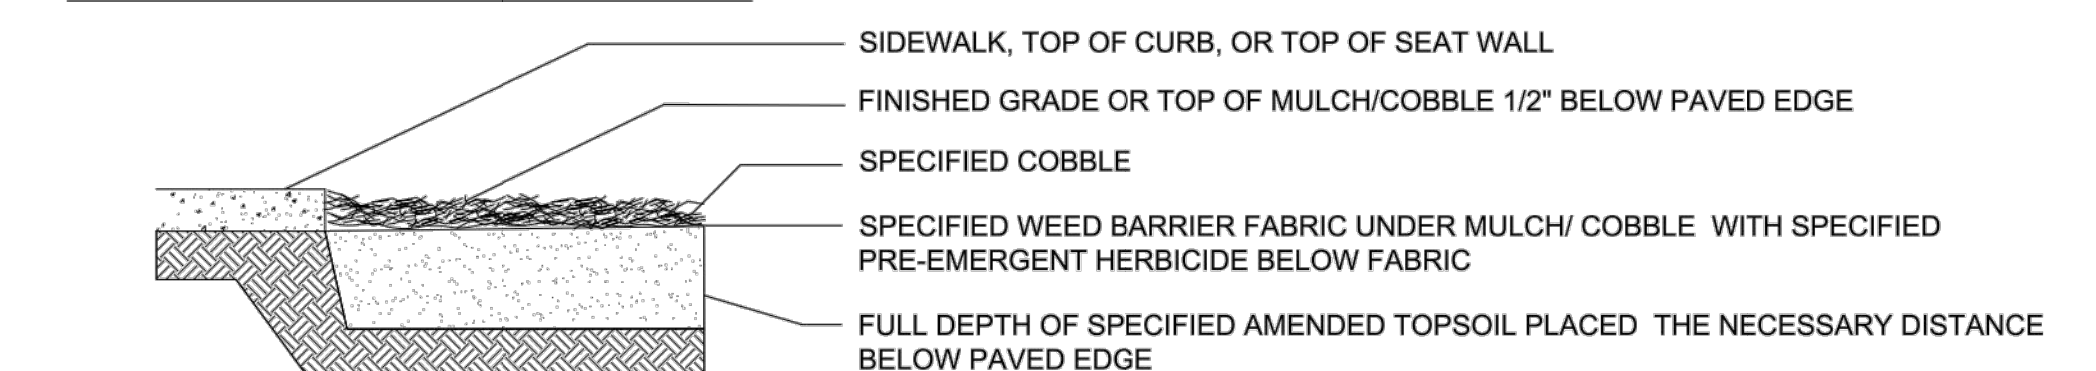 SIDEWALK, TOP OF CURB, OR TOP OF SEAT WALL
FINISHED GRADE OR TOP OF MULCH/COBBLE 1/2" BELOW PAVED EDGE
SPECIFIED COBBLE
SPECIFIED WEED BARRIER FABRIC UNDER MULCH/ COBBLE  WITH SPECIFIED
PRE-EMERGENT HERBICIDE BELOW FABRIC
FULL DEPTH OF SPECIFIED AMENDED TOPSOIL PLACED  THE NECESSARY DISTANCE
BELOW PAVED EDGE